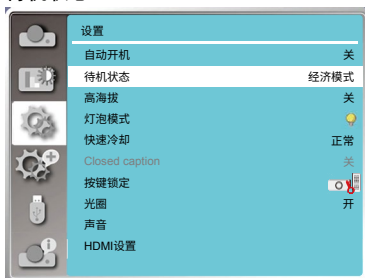 设置
自动开机 关
待机状态 经济模式
高海拔 关
灯泡模式
快速冷却 正常
Closed caption 关
按键锁定
光圈 开
声音
HDMI设置